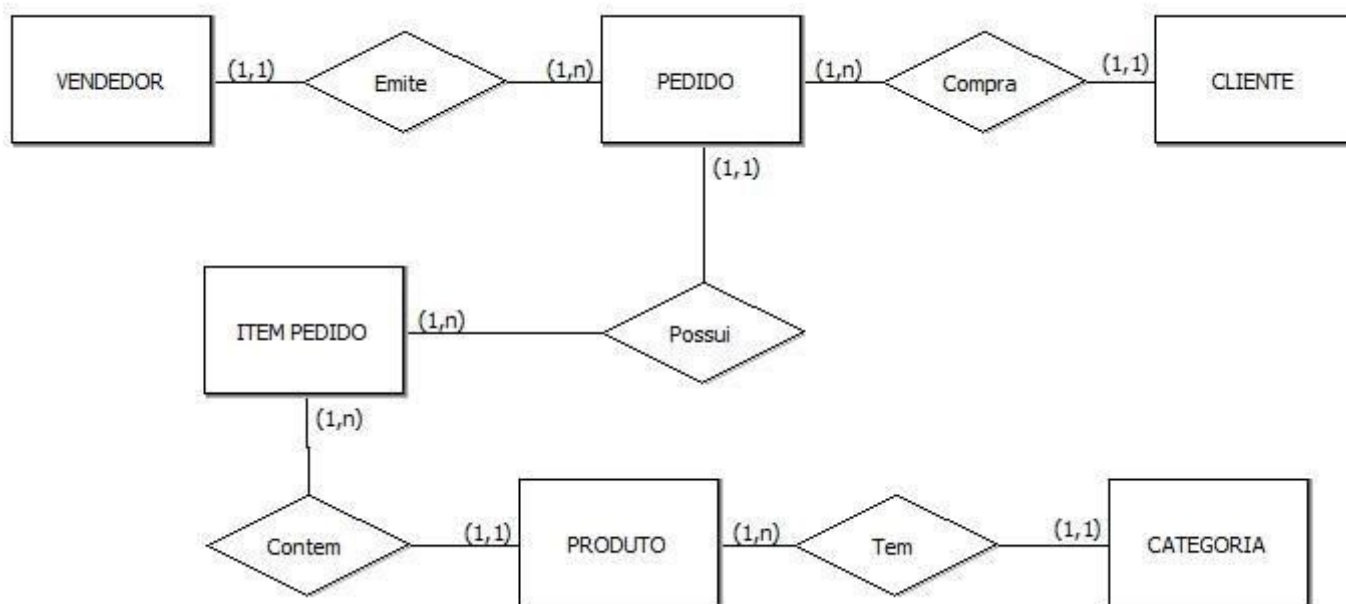 VENDEDOR (1,1) Emite (1,n) PEDIDO (1,n) Compra (1,1) CLIENTE
(1,1)
ITEM PEDIDO (1,n) Possui
(1,n)
Contem (1,1) PRODUTO (1,n) Tem (1,1) CATEGORIA